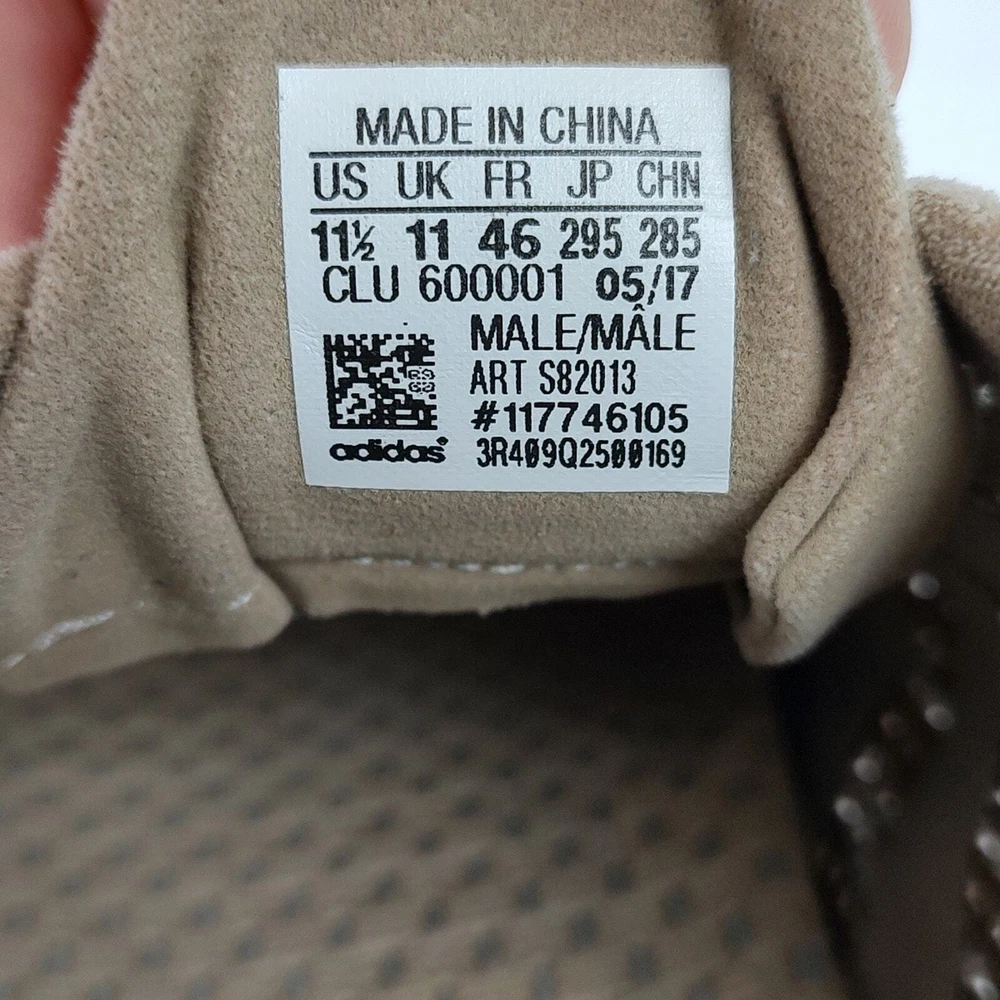 MADE IN CHINA
US UK FR JP CHN
11½ 11 46 295 285
CLU 600001 05/17
MALE/MÂLE
ART S82013
#117746105
adidas
3R409Q2500169